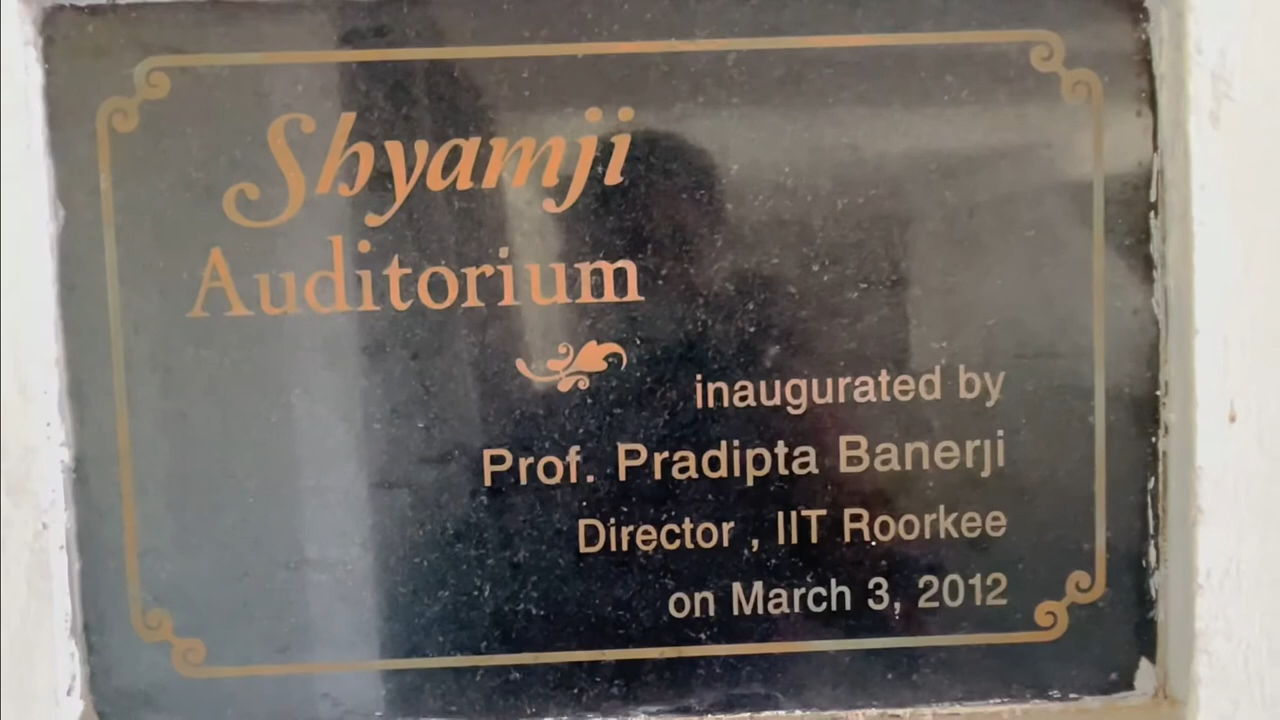 Shyamji
Auditorium
inaugurated by
Prof. Pradipta Banerji
Director , IIT Roorkee
on March 3, 2012